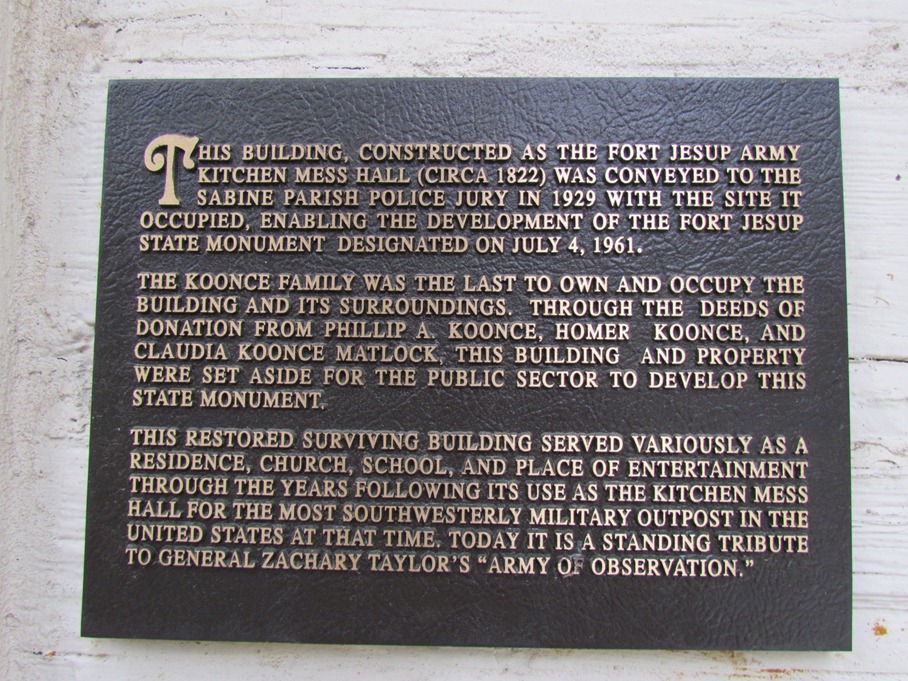 THIS BUILDING, CONSTRUCTED AS THE FORT JESUP ARMY
KITCHEN MESS HALL (CIRCA 1822) WAS CONVEYED TO THE
SABINE PARISH POLICE JURY IN 1929 WITH THE SITE IT
OCCUPIED, ENABLING THE DEVELOPMENT OF THE FORT JESUP
STATE MONUMENT DESIGNATED ON JULY 4, 1961.
THE KOONCE FAMILY WAS THE LAST TO OWN AND OCCUPY THE
BUILDING AND ITS SURROUNDINGS. THROUGH THE DEEDS OF
DONATION FROM PHILLIP A. KOONCE, HOMER KOONCE, AND
CLAUDIA KOONCE MATLOCK, THIS BUILDING AND PROPERTY
WERE SET ASIDE FOR THE PUBLIC SECTOR TO DEVELOP THIS
STATE MONUMENT.
THIS RESTORED SURVIVING BUILDING SERVED VARIOUSLY AS A
RESIDENCE, CHURCH, SCHOOL, AND PLACE OF ENTERTAINMENT
THROUGH THE YEARS FOLLOWING ITS USE AS THE KITCHEN MESS
HALL FOR THE MOST SOUTHWESTERLY MILITARY OUTPOST IN THE
UNITED STATES AT THAT TIME. TODAY IT IS A STANDING TRIBUTE
TO GENERAL ZACHARY TAYLOR'S "ARMY OF OBSERVATION."